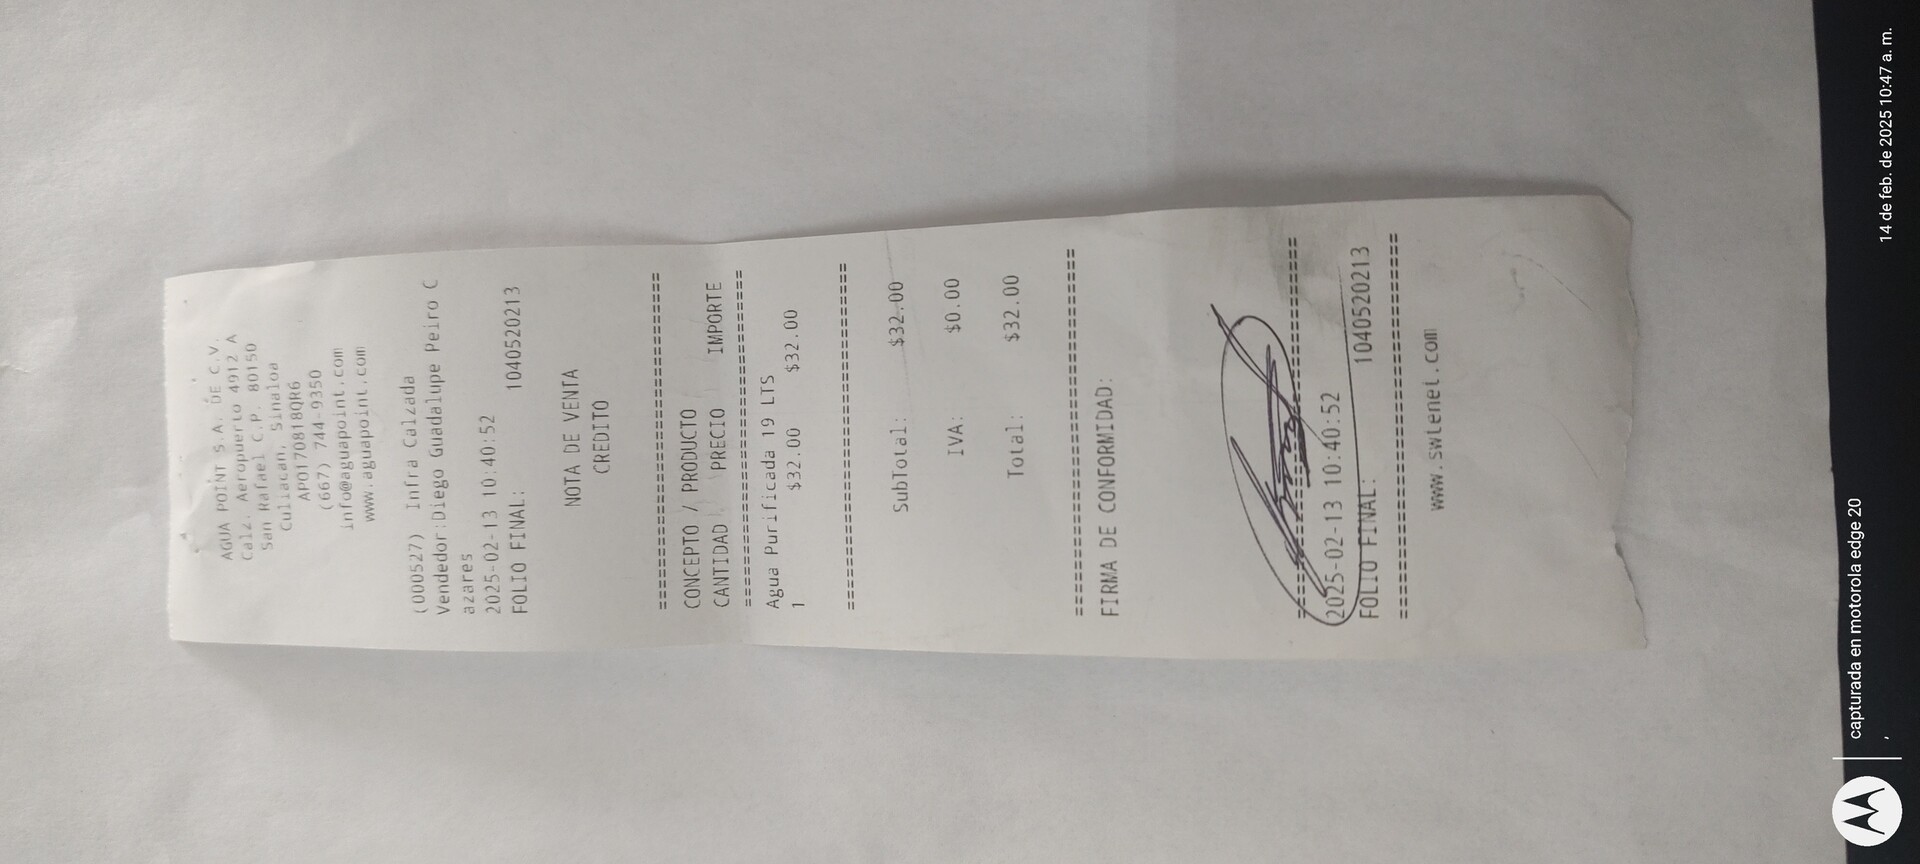 AGUA POINT S.A. DE C.V.
Calz. Aeropuerto 4912 A
San Rafael C.P. 80150
Culiacan, Sinaloa
APO170818QR6
(667) 744-9350
info@aguapoint.com
www.aguapoint.com
(000527) Infra Calzada
Vendedor:Diego Guadalupe Peiro C
azares
2025-02-13 10:40:52
FOLIO FINAL: 1040520213
NOTA DE VENTA
CREDITO
================================
CONCEPTO / PRODUCTO
CANTIDAD PRECIO IMPORTE
================================
Agua Purificada 19 LTS
1 $32.00 $32.00
================================
SubTotal: $32.00
IVA: $0.00
Total: $32.00
================================
FIRMA DE CONFORMIDAD:
================================
2025-02-13 10:40:52
FOLIO FINAL: 1040520213
================================
www.swtenet.com
capturada en motorola edge 20
,
14 de feb. de 2025 10:47 a. m.